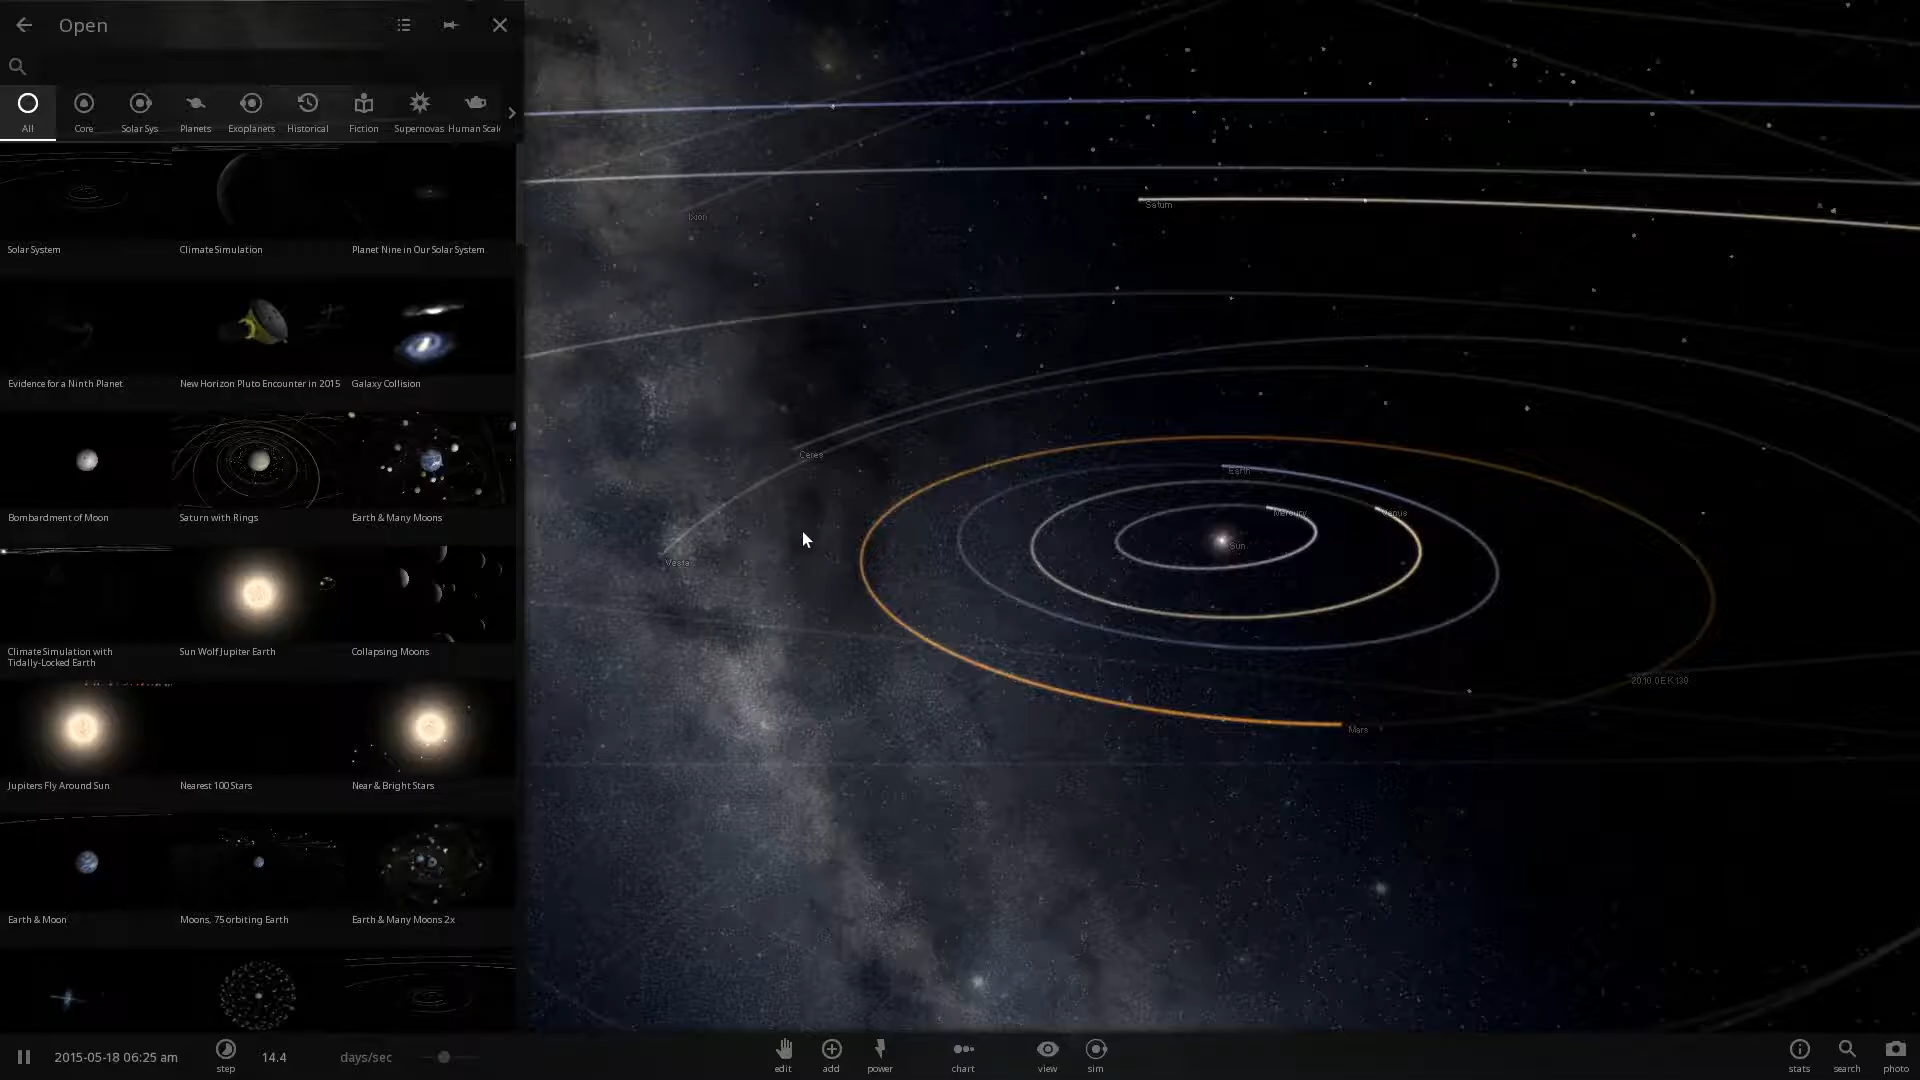 Open
All
Core
Solar Sys
Planets
Exoplanets
Historical
Fiction
Supernovas
Human Scale
Solar System
Climate Simulation
Planet Nine in Our Solar System
Evidence for a Ninth Planet
New Horizon Pluto Encounter in 2015
Galaxy Collision
Bombardment of Moon
Saturn with Rings
Earth & Many Moons
Climate Simulation with
Tidally-Locked Earth
Sun Wolf Jupiter Earth
Collapsing Moons
Jupiters Fly Around Sun
Nearest 100 Stars
Near & Bright Stars
Earth & Moon
Moons, 75 orbiting Earth
Earth & Many Moons 2x
Ixion
Saturn
Ceres
Earth
Mercury
Venus
Sun
Vesta
Mars
2015-05-18 06:25 am
step
14.4
days/sec
edit
add
power
chart
view
sim
stats
search
photo